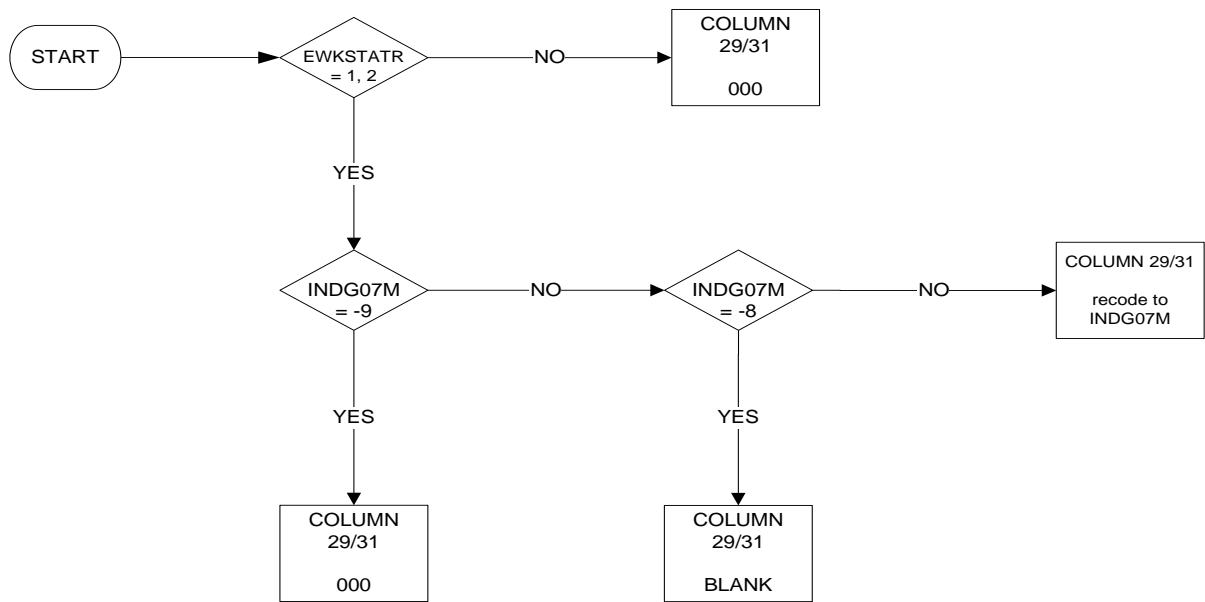 START
EWKSTATR
= 1, 2
NO
COLUMN
29/31
000
YES
INDG07M
= -9
NO
INDG07M
= -8
NO
COLUMN 29/31
recode to
INDG07M
YES
YES
COLUMN
29/31
000
COLUMN
29/31
BLANK